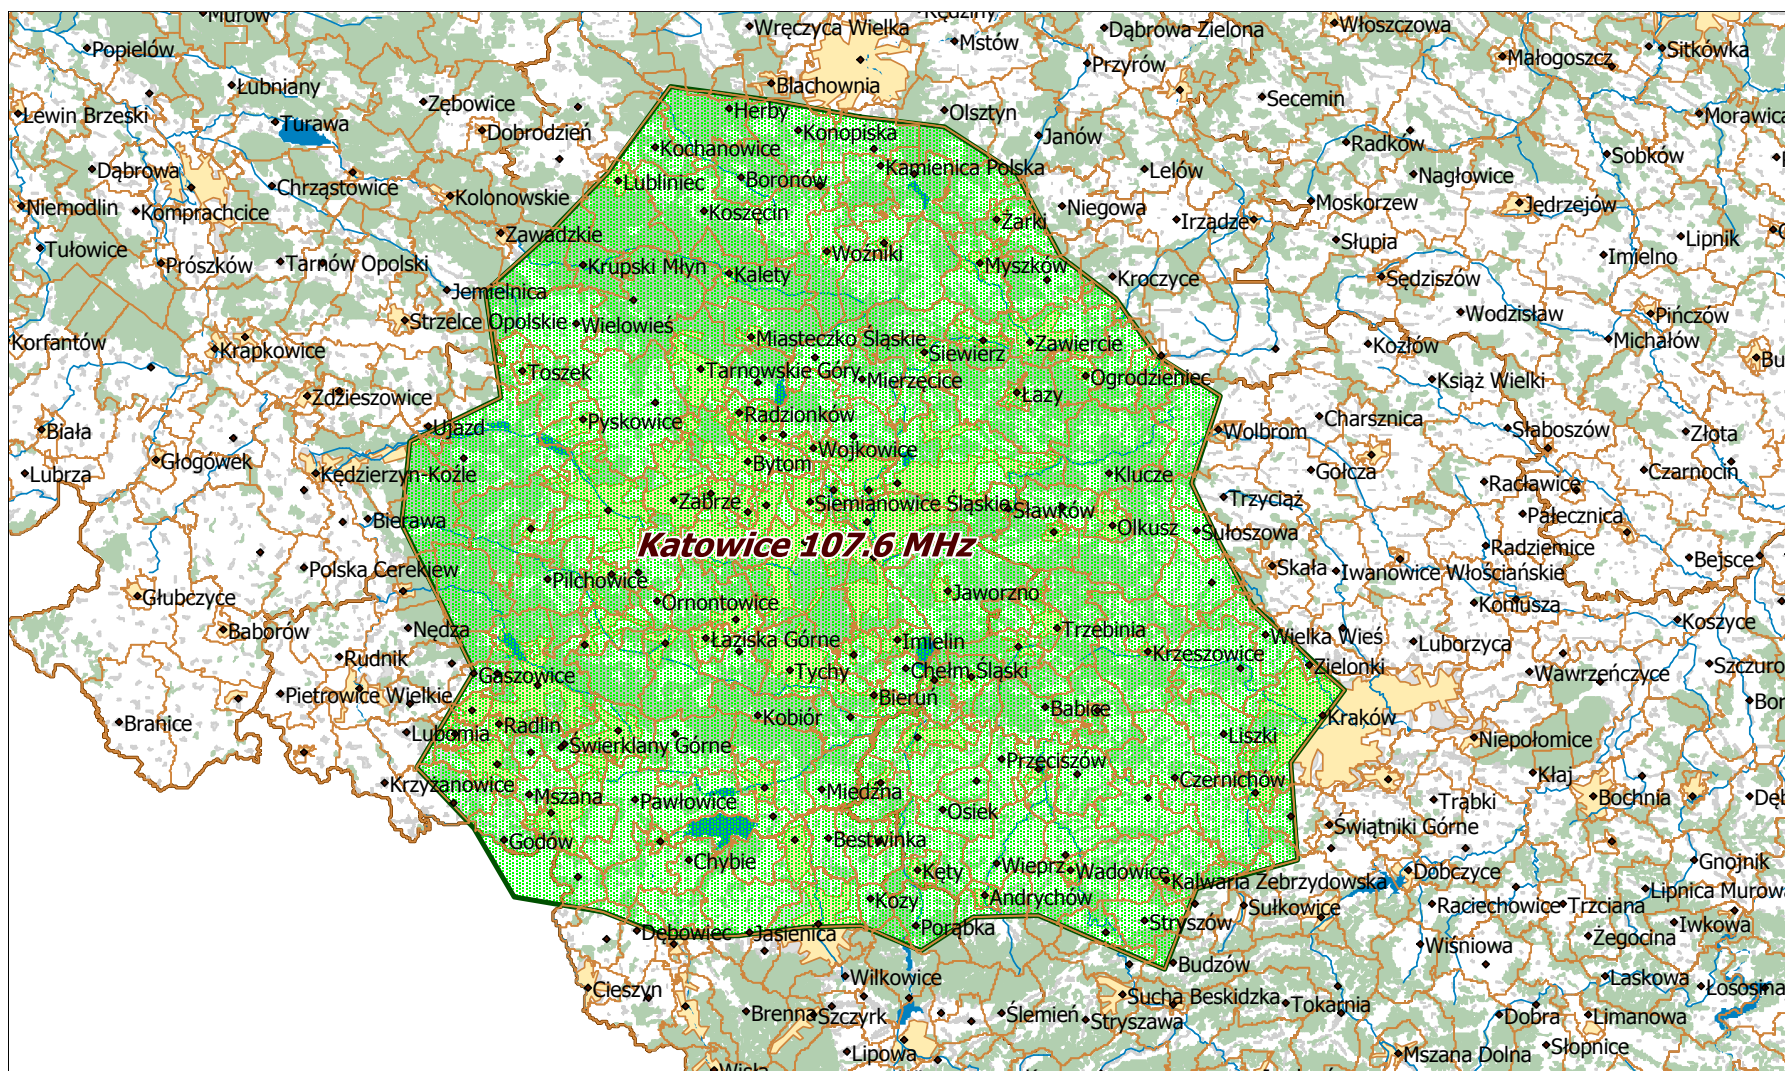 Murów
Wręczyca Wielka
Kędziny
Mstów
Dąbrowa Zielona
Włoszczowa
Popielów
Małogoszcz
Sitkówka
Przyrów
Łubniany
Blachownia
Secemin
Zębowice
Herby
Olsztyn
Lewin Brzeski
Morawica
Turawa
Dobrodzień
Konopiska
Janów
Radków
Kochanowice
Sobków
Dąbrowa
Kamienica Polska
Lelów
Nagłowice
Chrząstowice
Lubliniec
Boronów
Kolonowskie
Niemodlin
Komprachcice
Koszęcin
Niegowa
Moskorzew
Jędrzejów
Żarki
Irządze
Zawadzkie
Słupia
Lipnik
Tułowice
Woźniki
Imielno
Prószków
Tarnów Opolski
Krupski Młyn
Kalety
Myszków
Kroczyce
Sędziszów
Jemielnica
Strzelce Opolskie
Wielowieś
Wodzisław
Pińczów
Korfantów
Krapkowice
Miasteczko Śląskie
Siewierz
Zawiercie
Kozłów
Michałów
Bu
Toszek
Tarnowskie Góry
Mierzęcice
Ogrodzieniec
Książ Wielki
Zdzieszowice
Łazy
Pyskowice
Radzionków
Charsznica
Biała
Ujazd
Wolbrom
Słaboszów
Złota
Wojkowice
Głogówek
Bytom
Lubrza
Kędzierzyn-Koźle
Klucze
Gołcza
Czarnocin
Racławice
Zabrze
Siemianowice Śląskie
Sławków
Trzyciąż
Pałecznica
Bierawa
Olkusz
Sułoszowa
Katowice 107.6 MHz
Radziemice
Polska Cerekiew
Pilchowice
Skała
Iwanowice Włościańskie
Bejsce
Głubczyce
Ornontowice
Jaworzno
Koniusza
Baborów
Nędza
Łaziska Górne
Imielin
Trzebinia
Wielka Wieś
Luborzyca
Koszyce
Rudnik
Krzeszowice
Zielonki
Szczuro
Gaszowice
Tychy
Chełm Śląski
Wawrzeńczyce
Pietrowice Wielkie
Bieruń
Bor
Branice
Radlin
Kobiór
Babice
Kraków
Lubomia
Świerklany Górne
Liszki
Niepołomice
Przeciszów
Krzyżanowice
Czernichów
Kłaj
Mszana
Pawłowice
Miedźna
Trąbki
Bochnia
Osiek
Świątniki Górne
Godów
Bestwinka
Chybie
Wieprz
Gnojnik
Kęty
Wadowice
Dobczyce
Kalwaria Zebrzydowska
Lipnica Murowa
Kozy
Andrychów
Sułkowice
Raciechowice
Trzciana
Porąbka
Stryszów
Iwkowa
Dębowiec
Jasienica
Żegocina
Wiśniowa
Budzów
Wilkowice
Laskowa
Cieszyn
Sucha Beskidzka
Tokarnia
Łososina
Brenna
Szczyrk
Ślemień
Stryszawa
Dobra
Limanowa
Lipowa
Mszana Dolna
Słopnice
Wisła